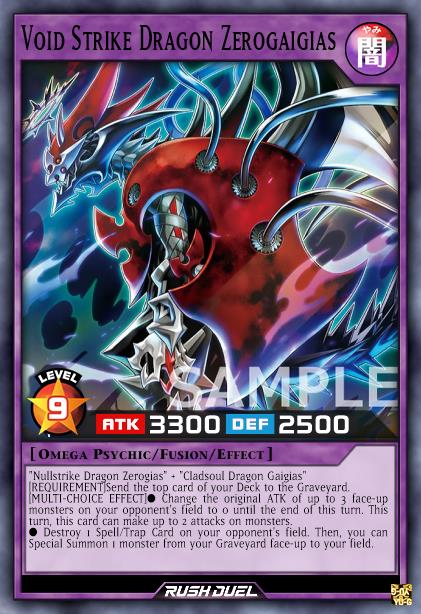 VOID STRIKE DRAGON ZEROGAIGIAS
やみ
闇
SAMPLE
LEVEL
9
ATK 3300 DEF 2500
[ OMEGA PSYCHIC/FUSION/EFFECT ]
"Nullstrike Dragon Zerogias" + "Cladsoul Dragon Gaigias"
[REQUIREMENT]Send the top card of your Deck to the Graveyard.
[MULTI-CHOICE EFFECT]● Change the original ATK of up to 3 face-up
monsters on your opponent's field to 0 until the end of this turn. This
turn, this card can make up to 2 attacks on monsters.
● Destroy 1 Spell/Trap Card on your opponent's field. Then, you can
Special Summon 1 monster from your Graveyard face-up to your field.
RUSH DUEL